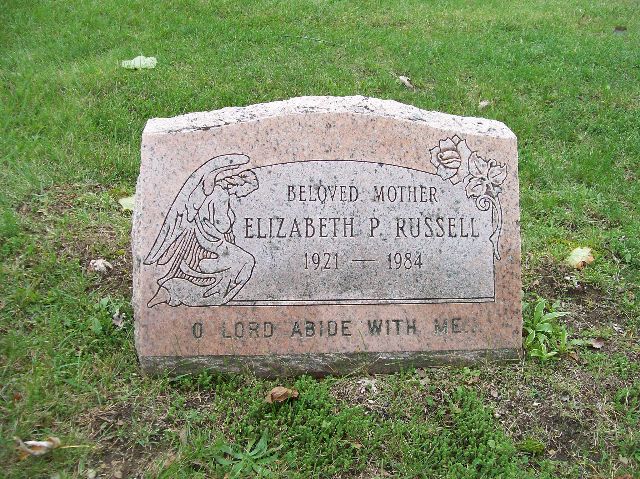 BELOVED MOTHER
ELIZABETH P. RUSSELL
1921 — 1984
O LORD ABIDE WITH ME.